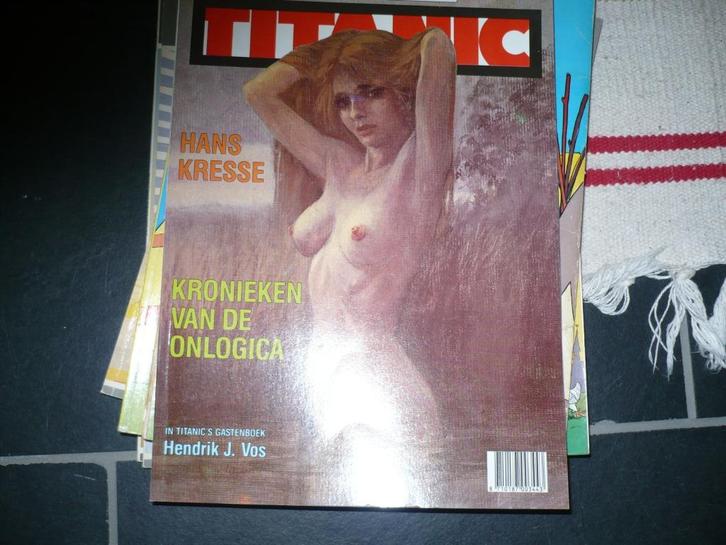 TITANIC
HANS
KRESSE
KRONIEKEN
VAN DE
ONLOGICA
IN TITANIC'S GASTENBOEK
Hendrik J. Vos